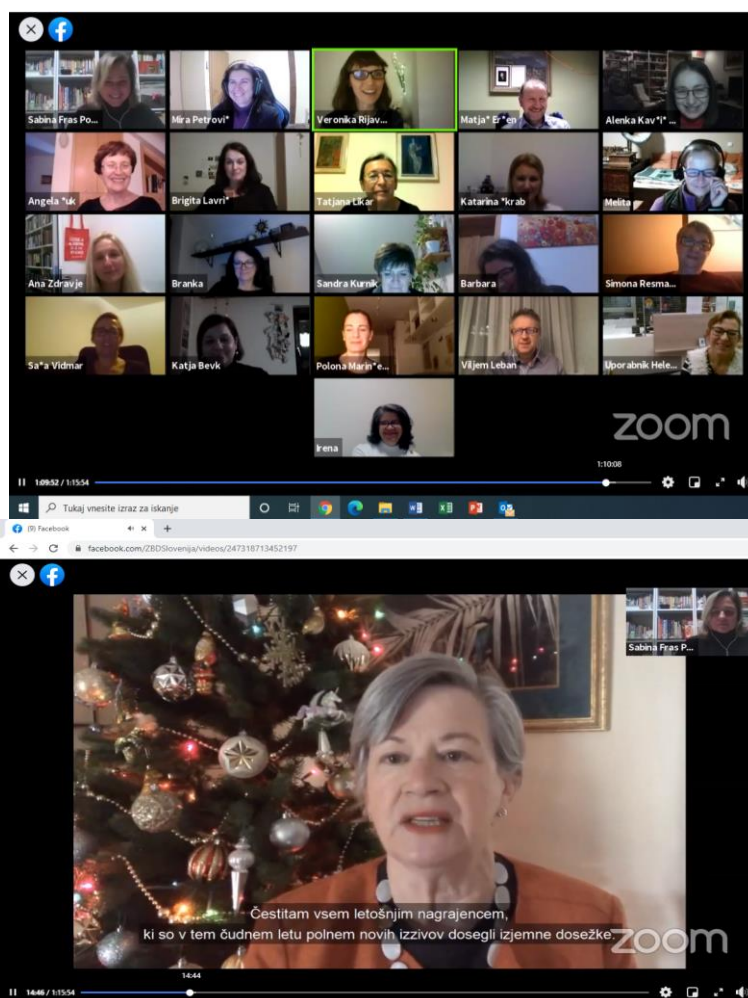 Sabina Fras Po...
Mira Petrovi*
Veronika Rijav...
Matja* Er*en
Alenka Kav*i* ...
Angela *uk
Brigita Lavri*
Tatjana Likar
Katarina *krab
Melita
Ana Zdravje
Branka
Sandra Kurnik
Barbara
Simona Resma...
Sa*a Vidmar
Katja Bevk
Polona Marin*e...
Viljem Leban
Uporabnik Hele...
Irena
zoom
1:10:08
1:09:52 / 1:15:54
Tukaj vnesite izraz za iskanje
(9) Facebook
facebook.com/ZBDSlovenija/videos/247318713452197
Sabina Fras P...
Čestitam vsem letošnjim nagrajencem,
ki so v tem čudnem letu polnem novih izzivov dosegli izjemne dosežke.
zoom
14:44
14:46 / 1:15:54